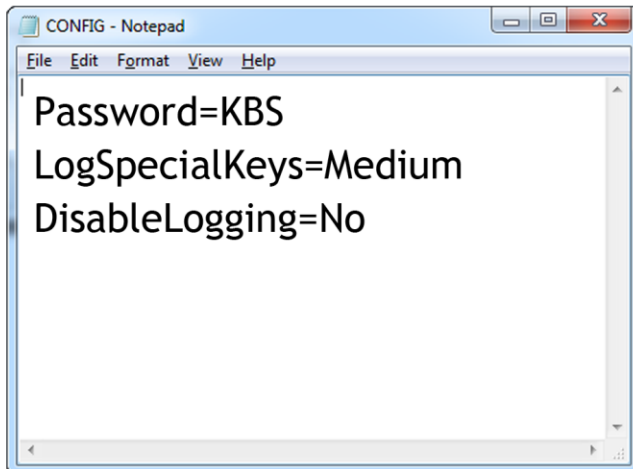 CONFIG - Notepad
File Edit Format View Help
Password=KBS
LogSpecialKeys=Medium
DisableLogging=No